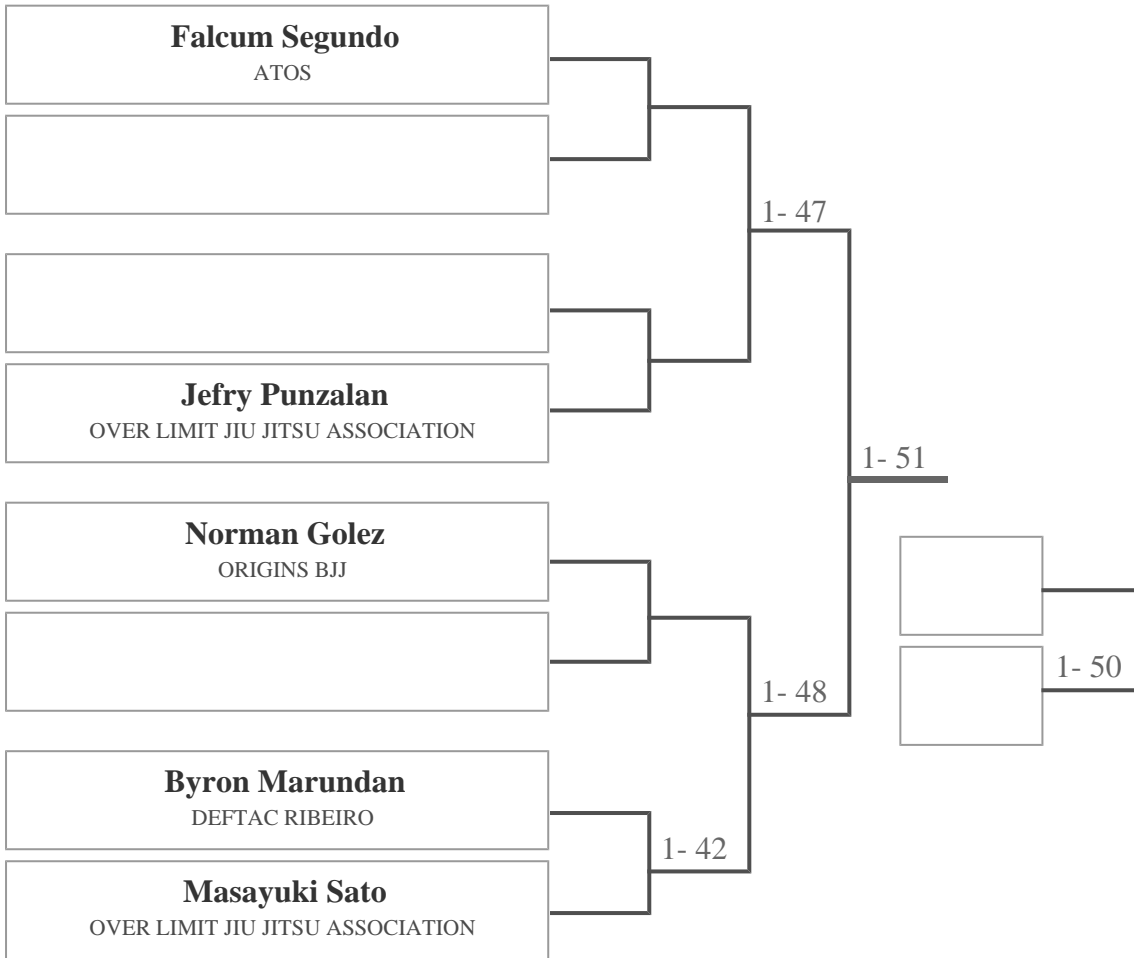 Falcum Segundo
ATOS
1- 47
Jefry Punzalan
OVER LIMIT JIU JITSU ASSOCIATION
1- 51
Norman Golez
ORIGINS BJJ
1- 50
1- 48
Byron Marundan
DEFTAC RIBEIRO
1- 42
Masayuki Sato
OVER LIMIT JIU JITSU ASSOCIATION